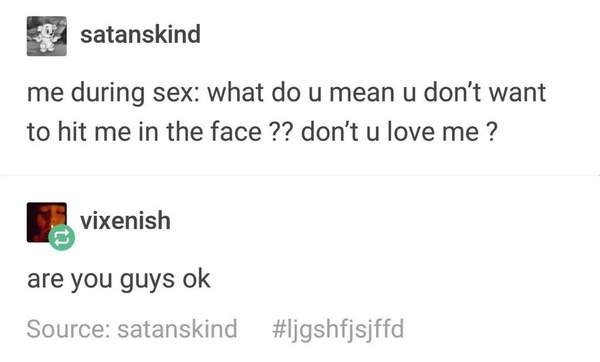 satanskind
me during sex: what do u mean u don’t want
to hit me in the face ?? don’t u love me ?
vixenish
are you guys ok
Source: satanskind #ljgshfjsjffd